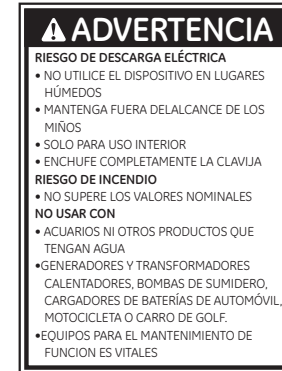 ADVERTENCIA
RIESGO DE DESCARGA ELÉCTRICA
• NO UTILICE EL DISPOSITIVO EN LUGARES
HÚMEDOS
• MANTENGA FUERA DELALCANCE DE LOS
MIÑOS
• SOLO PARA USO INTERIOR
• ENCHUFE COMPLETAMENTE LA CLAVIJA
RIESGO DE INCENDIO
• NO SUPERE LOS VALORES NOMINALES
NO USAR CON
• ACUARIOS NI OTROS PRODUCTOS QUE
TENGAN AGUA
•GENERADORES Y TRANSFORMADORES
CALENTADORES, BOMBAS DE SUMIDERO,
CARGADORES DE BATERÍAS DE AUTOMÓVIL,
MOTOCICLETA O CARRO DE GOLF.
•EQUIPOS PARA EL MANTENIMIENTO DE
FUNCION ES VITALES